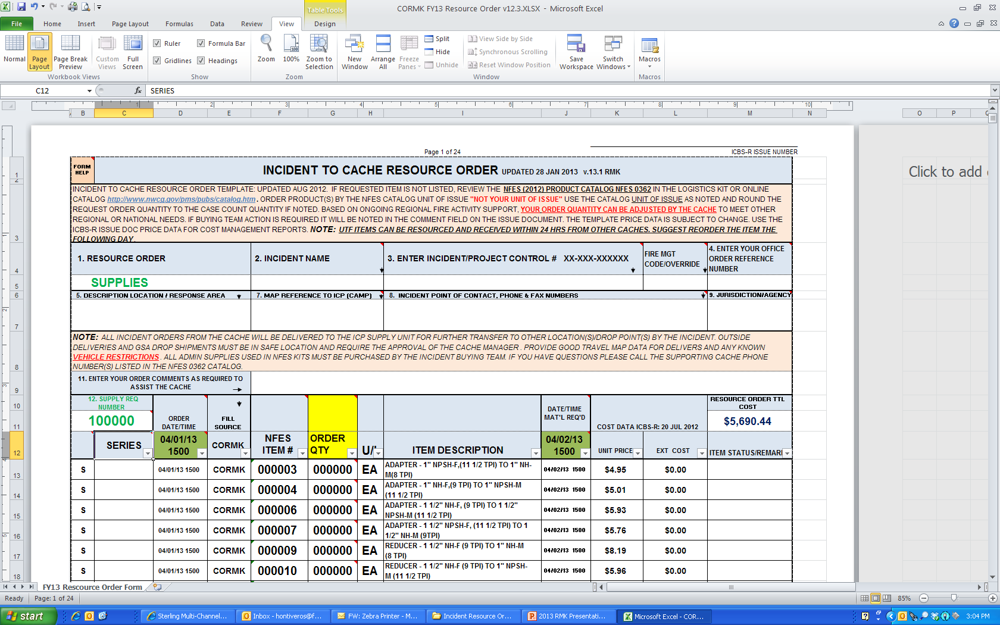 CORMK FY13 Resource Order v12.3.XLSX - Microsoft Excel
Table Tools
File Home Insert Page Layout Formulas Data Review View Design
Normal Page Layout Page Break Preview Custom Views Full Screen
Ruler Formula Bar
Gridlines Headings
Zoom 100% Zoom to Selection
New Window Arrange All Freeze Panes
Split
Hide
Unhide
View Side by Side
Synchronous Scrolling
Reset Window Position
Save Workspace Switch Windows Macros
Workbook Views Show Zoom Window Macros
C12 fx SERIES
1 2 3 4 5 6 7 8 9 10
B C D E F G H I J K L M N O P
Page 1 of 24
ICBS-R ISSUE NUMBER
FORM HELP
INCIDENT TO CACHE RESOURCE ORDER UPDATED 28 JAN 2013 v.13.1 RMK
INCIDENT TO CACHE RESOURCE ORDER TEMPLATE: UPDATED AUG 2012. IF REQUESTED ITEM IS NOT LISTED, REVIEW THE NFES (2012) PRODUCT CATALOG NFES 0362 IN THE LOGISTICS KIT OR ONLINE
CATALOG http://www.nwcg.gov/pms/pubs/catalog.htm . ORDER PRODUCT(S) BY THE NFES CATALOG UNIT OF ISSUE "NOT YOUR UNIT OF ISSUE" USE THE CATALOG UNIT OF ISSUE AS NOTED AND ROUND THE
REQUEST ORDER QUANTITY TO THE CASE COUNT QUANTITY IF NOTED. BASED ON ONGOING REGIONAL FIRE ACTIVITY SUPPORT, YOUR ORDER QUANTITY CAN BE ADJUSTED BY THE CACHE TO MEET OTHER
REGIONAL OR NATIONAL NEEDS. IF BUYING TEAM ACTION IS REQUIRED IT WILL BE NOTED IN THE COMMENT FIELD ON THE ISSUE DOCUMENT. THE TEMPLATE PRICE DATA IS SUBJECT TO CHANGE. USE THE
ICBS-R ISSUE DOC PRICE DATA FOR COST MANAGEMENT REPORTS. NOTE: UTF ITEMS CAN BE RESOURCED AND RECEIVED WITHIN 24 HRS FROM OTHER CACHES. SUGGEST REORDER THE ITEM THE
FOLLOWING DAY.
1. RESOURCE ORDER
2. INCIDENT NAME
3. ENTER INCIDENT/PROJECT CONTROL # XX-XXX-XXXXXX
FIRE MGT CODE/OVERRIDE
4. ENTER YOUR OFFICE ORDER REFERENCE NUMBER
SUPPLIES
5. DESCRIPTION LOCATION / RESPONSE AREA
7. MAP REFERENCE TO ICP (CAMP)
8. INCIDENT POINT OF CONTACT, PHONE & FAX NUMBERS
9. JURISDICTION/AGENCY
NOTE: ALL INCIDENT ORDERS FROM THE CACHE WILL BE DELIVERED TO THE ICP SUPPLY UNIT FOR FURTHER TRANSFER TO OTHER LOCATION(S)/DROP POINT(S) BY THE INCIDENT. OUTSIDE
DELIVERIES AND GSA DROP SHIPMENTS MUST BE IN SAFE LOCATION AND REQUIRE THE APPROVAL OF THE CACHE MANAGER . PROVIDE GOOD TRAVEL MAP DATA FOR DELIVERS AND ANY KNOWN
VEHICLE RESTRICTIONS . ALL ADMIN SUPPLIES USED IN NFES KITS MUST BE PURCHASED BY THE INCIDENT BUYING TEAM. IF YOU HAVE QUESTIONS PLEASE CALL THE SUPPORTING CACHE PHONE
NUMBER(S) LISTED IN THE NFES 0362 CATALOG.
11. ENTER YOUR ORDER COMMENTS AS REQUIRED TO
ASSIST THE CACHE
12. SUPPLY REQ NUMBER
100000
ORDER DATE/TIME
FILL SOURCE
DATE/TIME MAT'L REQ'D
COST DATA ICBS-R: 20 JUL 2012
RESOURCE ORDER TTL COST
$5,690.44
SERIES 04/01/13 1500 CORMK NFES ITEM # ORDER QTY U/I ITEM DESCRIPTION 04/02/13 1500 UNIT PRICE EXT COST ITEM STATUS/REMAR
S 04/01/13 1500 CORMK 000003 000000 EA ADAPTER - 1" NPSH-F,(11 1/2 TPI) TO 1" NH-M(8 TPI) 04/02/13 1500 $4.95 $0.00
S 04/01/13 1500 CORMK 000004 000000 EA ADAPTER - 1" NH-F,(9 TPI) TO 1" NPSH-M (11 1/2 TPI) 04/02/13 1500 $5.01 $0.00
S 04/01/13 1500 CORMK 000006 000000 EA ADAPTER - 1 1/2" NH-F, (9 TPI) TO 1 1/2" NPSH-M (11 1/2 TPI) 04/02/13 1500 $5.93 $0.00
S 04/01/13 1500 CORMK 000007 000000 EA ADAPTER - 1 1/2" NPSH-F, (11 1/2 TPI) TO 1 1/2" NH-M (9TPI) 04/02/13 1500 $5.76 $0.00
S 04/01/13 1500 CORMK 000009 000000 EA REDUCER - 1 1/2" NH-F (9 TPI) TO 1" NH-M (8 TPI) 04/02/13 1500 $8.19 $0.00
S 04/01/13 1500 CORMK 000010 000000 EA REDUCER - 1 1/2" NH-F (9 TPI) TO 1" NPSH-M (11 1/2 TPI) 04/02/13 1500 $5.96 $0.00
1 2 3 4 5 6 7 8 9 10 11 12 13 14 15 16 17 18
Click to add
FY13 Rescource Order Form
Ready Page: 1 of 24 85%
start Sterling Multi-Channel... Inbox - hontiveros@f... FW: Zebra Printer - M... Incident Resource Or... 2013 RMK Presentati... Microsoft Excel - COR... 3:04 PM